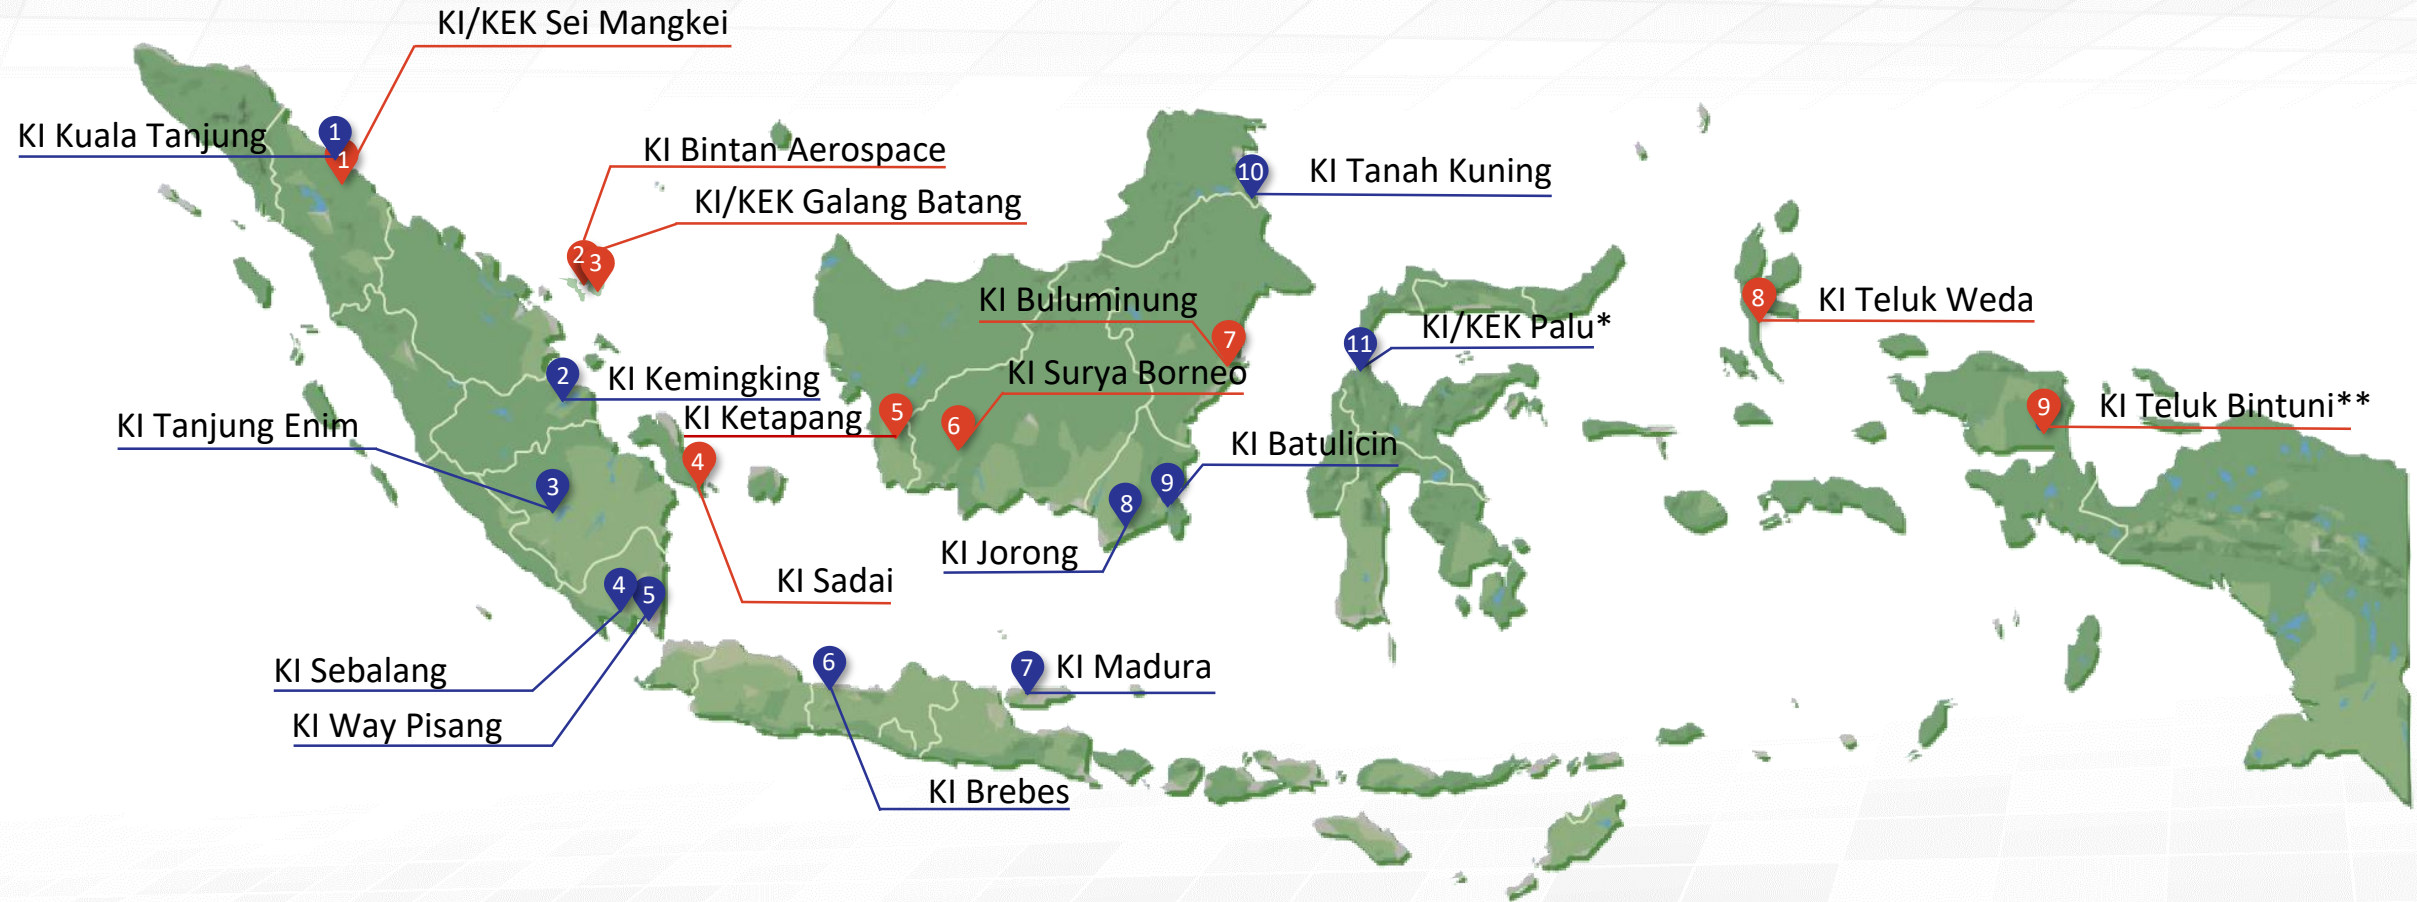 KI/KEK Sei Mangkei
KI Kuala Tanjung
1
1
KI Bintan Aerospace
KI/KEK Galang Batang
2
3
10
KI Tanah Kuning
KI Buluminung
7
KI/KEK Palu*
11
8
KI Teluk Weda
2
KI Kemingking
KI Surya Borneo
KI Ketapang
5
6
9
KI Teluk Bintuni**
KI Tanjung Enim
3
4
KI Batulicin
9
8
KI Jorong
KI Sadai
4
5
KI Sebalang
KI Way Pisang
6
7
KI Madura
KI Brebes